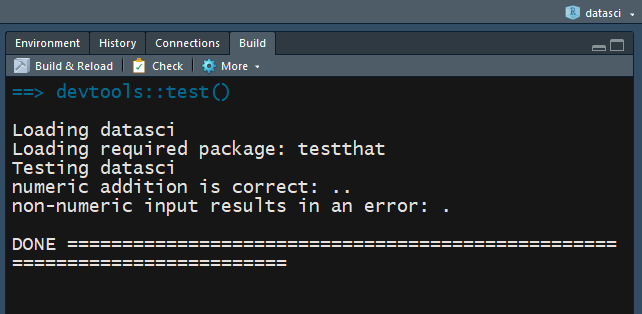 datasci
Environment History Connections Build
Build & Reload Check More
==> devtools::test()
Loading datasci
Loading required package: testthat
Testing datasci
numeric addition is correct: ..
non-numeric input results in an error: .
DONE ==================================================
=========================